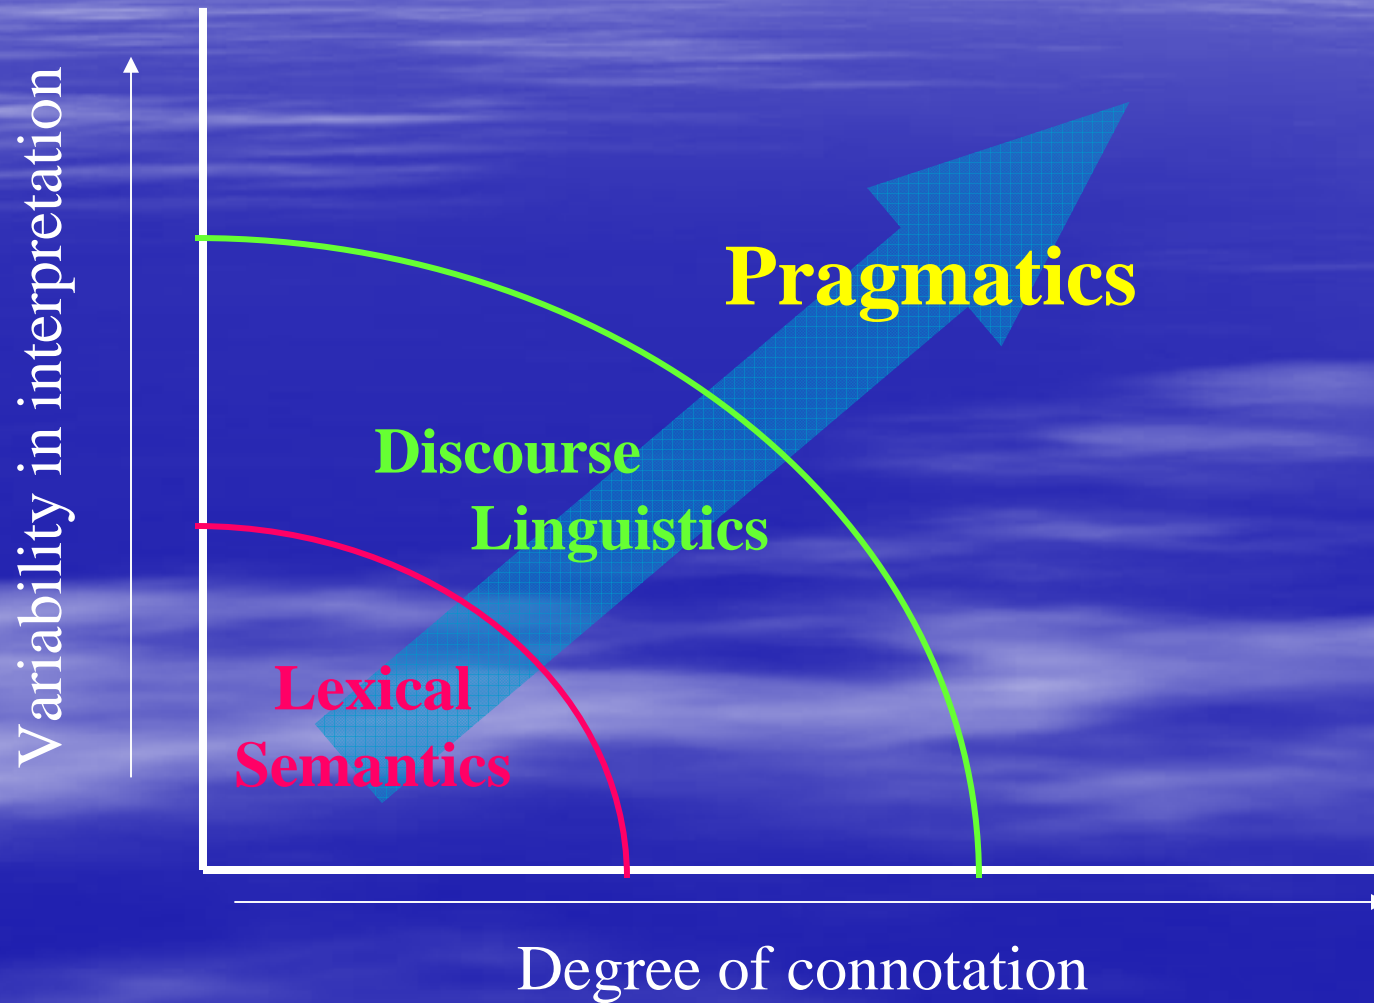 Variability in interpretation
Pragmatics
Discourse
Linguistics
Lexical
Semantics
Degree of connotation